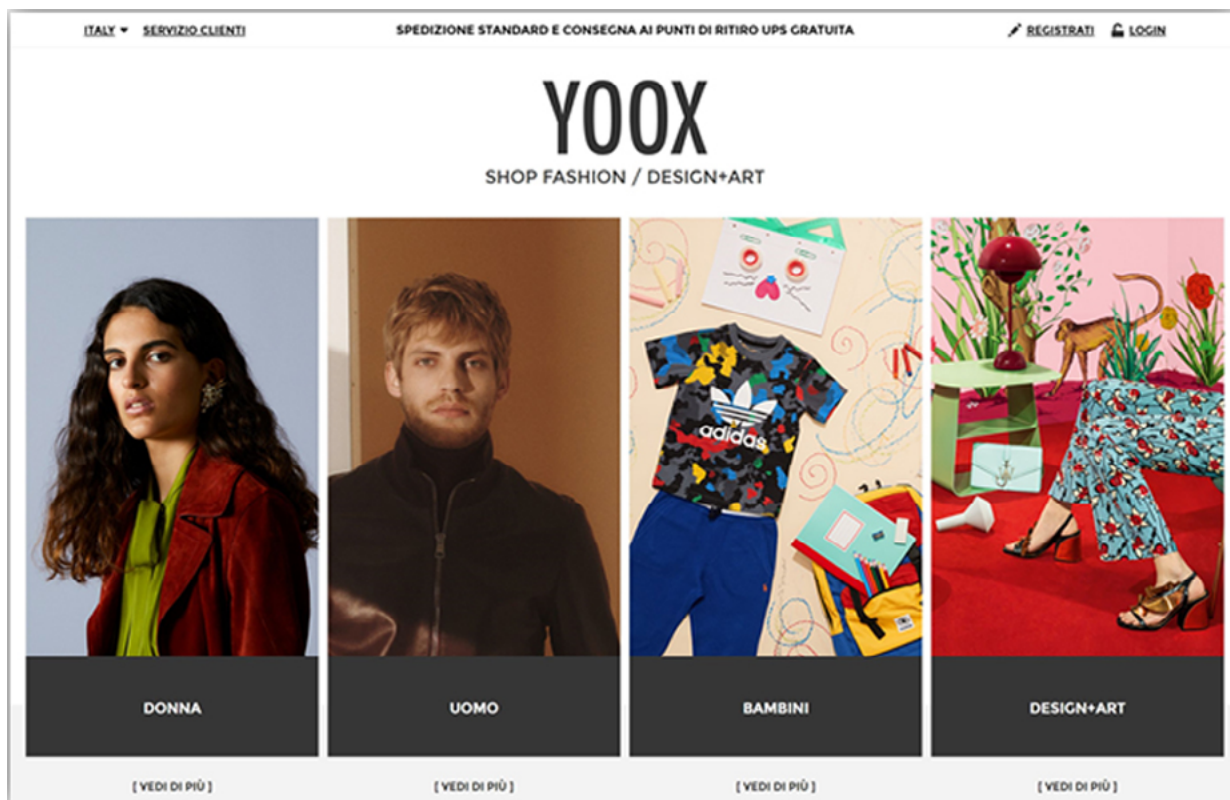 ITALY SERVIZIO CLIENTI SPEDIZIONE STANDARD E CONSEGNA AI PUNTI DI RITIRO UPS GRATUITA REGISTRATI LOGIN
YOOX
SHOP FASHION / DESIGN+ART
adidas
DONNA UOMO BAMBINI DESIGN+ART
[ VEDI DI PIÙ ] [ VEDI DI PIÙ ] [ VEDI DI PIÙ ] [ VEDI DI PIÙ ]